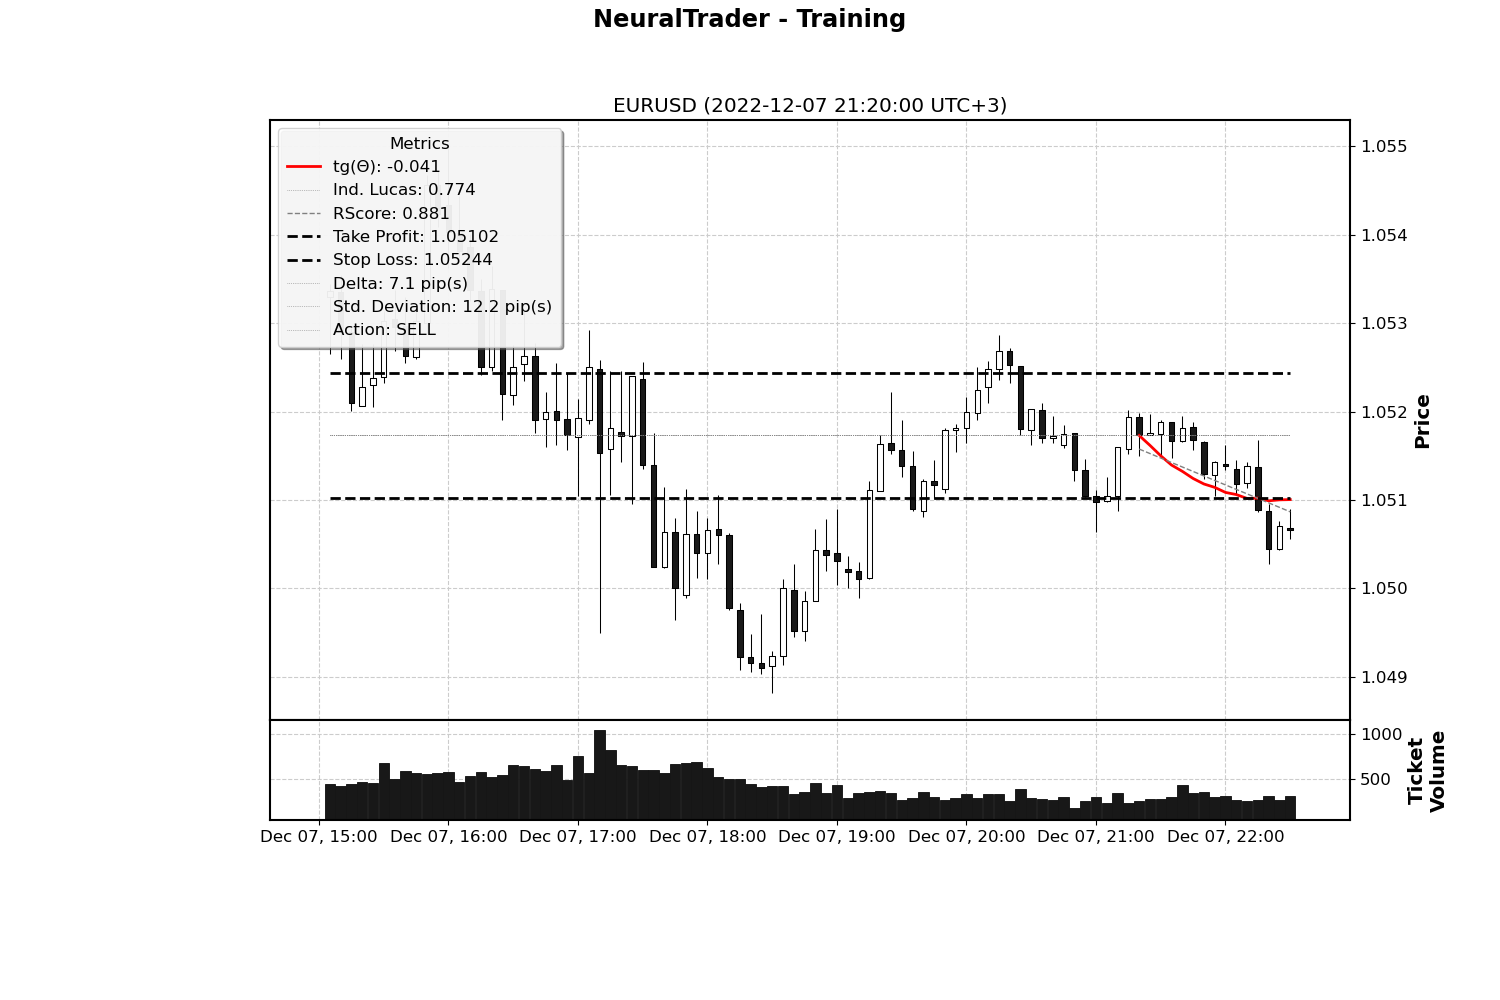 NeuralTrader - Training
EURUSD (2022-12-07 21:20:00 UTC+3)
Metrics
tg(Θ): -0.041
Ind. Lucas: 0.774
RScore: 0.881
Take Profit: 1.05102
Stop Loss: 1.05244
Delta: 7.1 pip(s)
Std. Deviation: 12.2 pip(s)
Action: SELL
1.055
1.054
1.053
1.052
1.051
1.050
1.049
Price
1000
500
Ticket
Volume
Dec 07, 15:00
Dec 07, 16:00
Dec 07, 17:00
Dec 07, 18:00
Dec 07, 19:00
Dec 07, 20:00
Dec 07, 21:00
Dec 07, 22:00